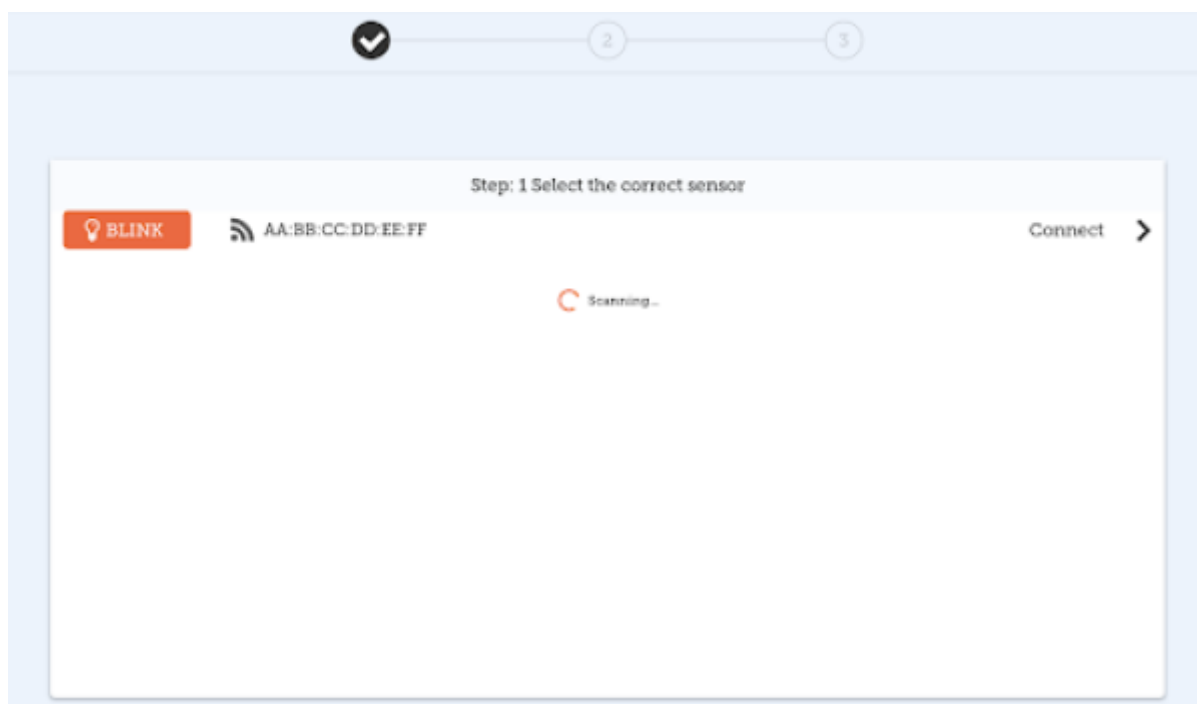 2
3
Step: 1 Select the correct sensor
BLINK AA:BB:CC:DD:EE:FF Connect
Scanning...